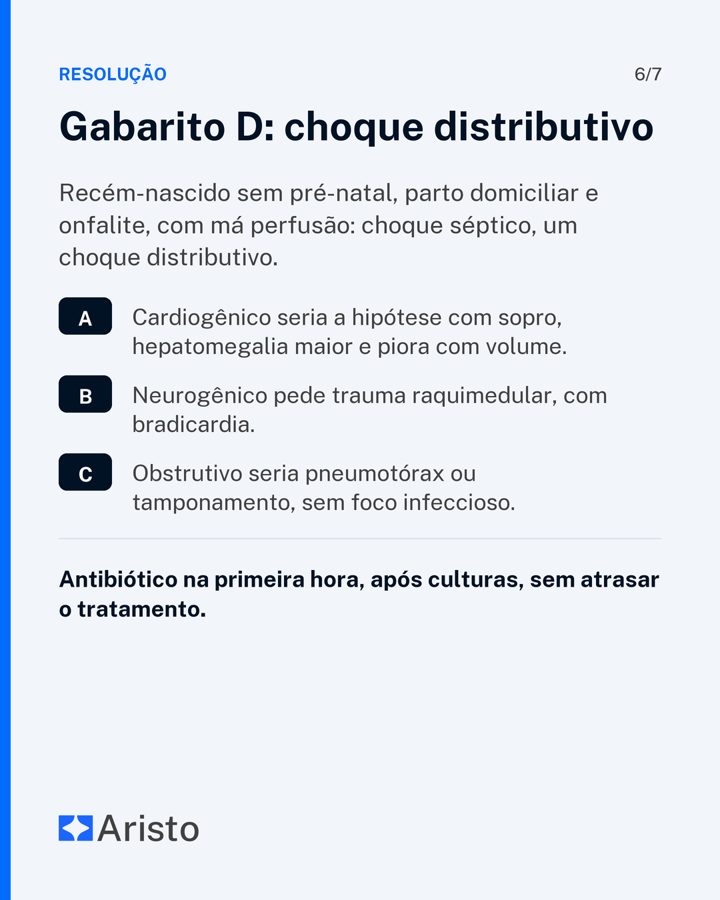 RESOLUÇÃO
6/7
Gabarito D: choque distributivo
Recém-nascido sem pré-natal, parto domiciliar e
onfalite, com má perfusão: choque séptico, um
choque distributivo.
A
Cardiogênico seria a hipótese com sopro,
hepatomegalia maior e piora com volume.
B
Neurogênico pede trauma raquimedular, com
bradicardia.
C
Obstrutivo seria pneumotórax ou
tamponamento, sem foco infeccioso.
Antibiótico na primeira hora, após culturas, sem atrasar
o tratamento.
Aristo